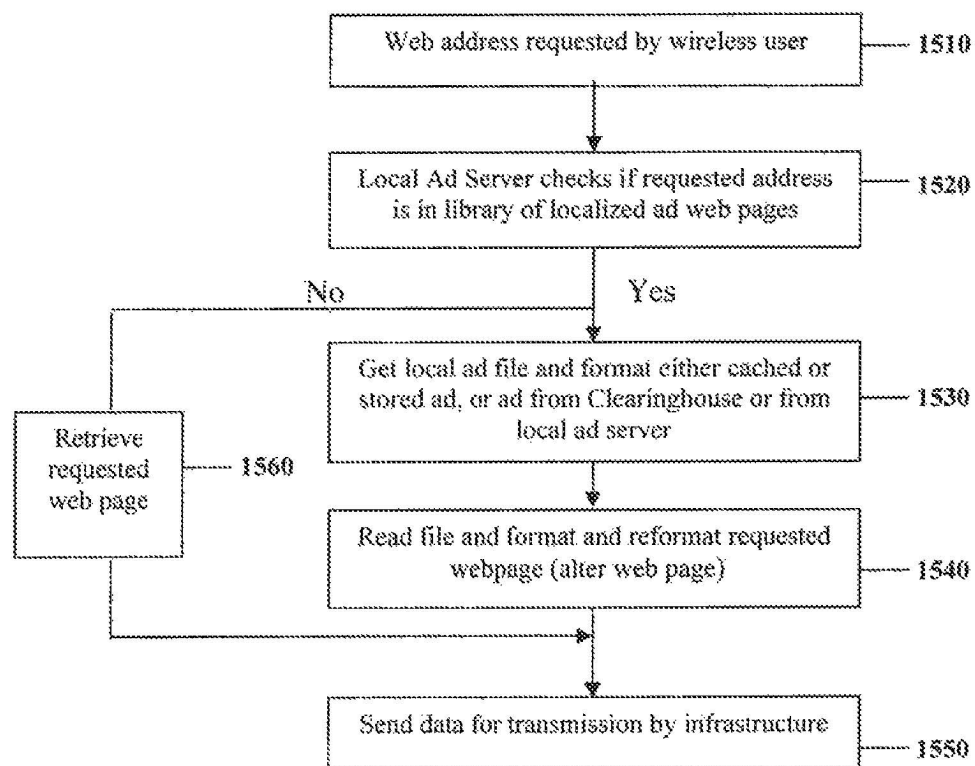 Web address requested by wireless user
1510
Local Ad Server checks if requested address
is in library of localized ad web pages
1520
No
Yes
Get local ad file and format either cached or
stored ad, or ad from Clearinghouse or from
local ad server
1530
Retrieve
requested
web page
1560
Read file and format and reformat requested
webpage (alter web page)
1540
Send data for transmission by infrastructure
1550